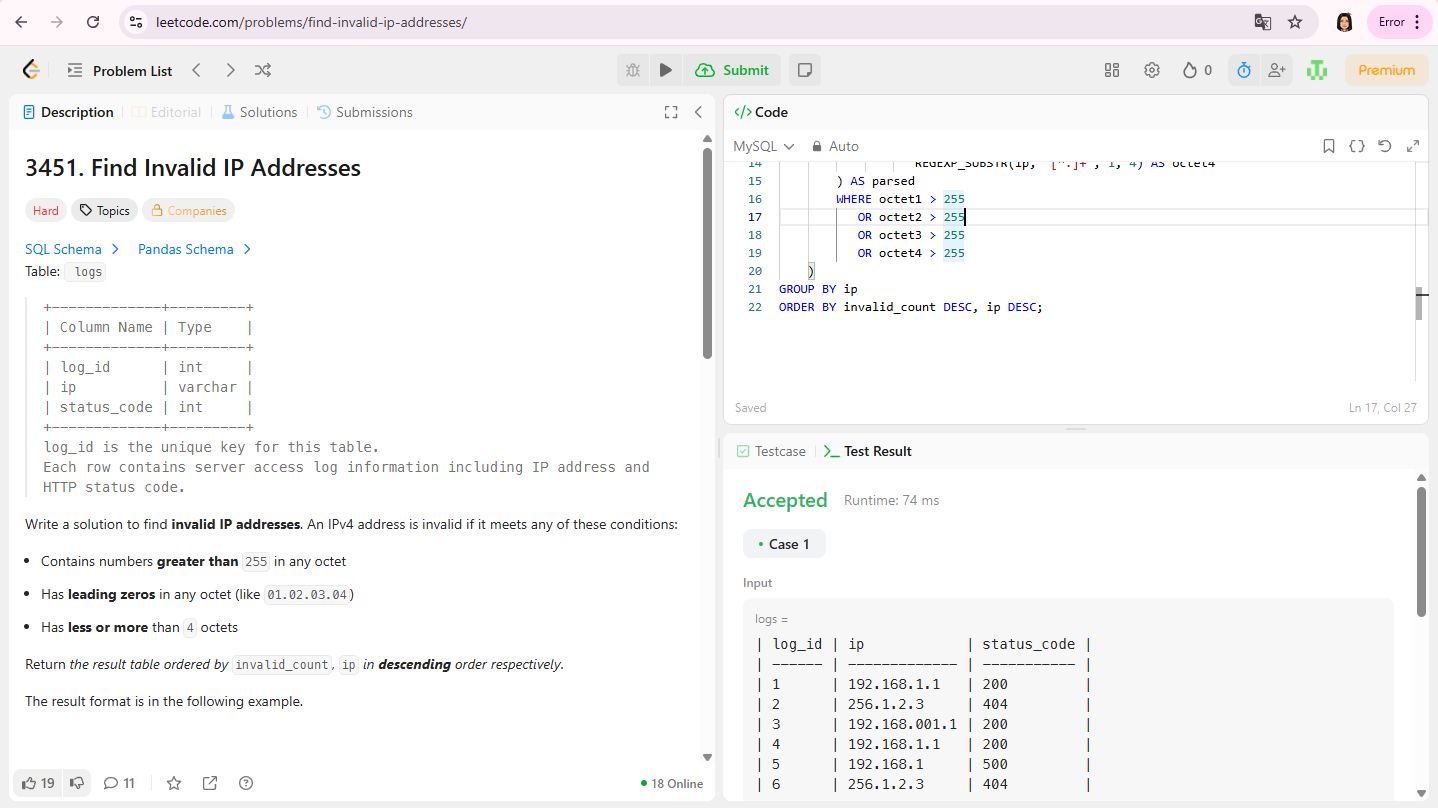 leetcode.com/problems/find-invalid-ip-addresses/
Error
Problem List
Submit
0
Premium
Description
Editorial
Solutions
Submissions
3451. Find Invalid IP Addresses
Hard
Topics
Companies
SQL Schema
Pandas Schema
Table: logs
+-------------+---------+
| Column Name | Type    |
+-------------+---------+
| log_id      | int     |
| ip          | varchar |
| status_code | int     |
+-------------+---------+
log_id is the unique key for this table.
Each row contains server access log information including IP address and
HTTP status code.
Write a solution to find invalid IP addresses. An IPv4 address is invalid if it meets any of these conditions:
• Contains numbers greater than 255 in any octet
• Has leading zeros in any octet (like 01.02.03.04)
• Has less or more than 4 octets
Return the result table ordered by invalid_count, ip in descending order respectively.
The result format is in the following example.
19
11
18 Online
</> Code
MySQL
Auto
14 REGEXP_SUBSTR(ip, '[^.]+', 1, 4) AS octet4
15 ) AS parsed
16 WHERE octet1 > 255
17 OR octet2 > 255
18 OR octet3 > 255
19 OR octet4 > 255
20 )
21 GROUP BY ip
22 ORDER BY invalid_count DESC, ip DESC;
Saved
Ln 17, Col 27
Testcase
Test Result
Accepted
Runtime: 74 ms
• Case 1
Input
logs =
| log_id | ip            | status_code |
| ------ | ------------- | ----------- |
| 1      | 192.168.1.1   | 200         |
| 2      | 256.1.2.3     | 404         |
| 3      | 192.168.001.1 | 200         |
| 4      | 192.168.1.1   | 200         |
| 5      | 192.168.1     | 500         |
| 6      | 256.1.2.3     | 404         |